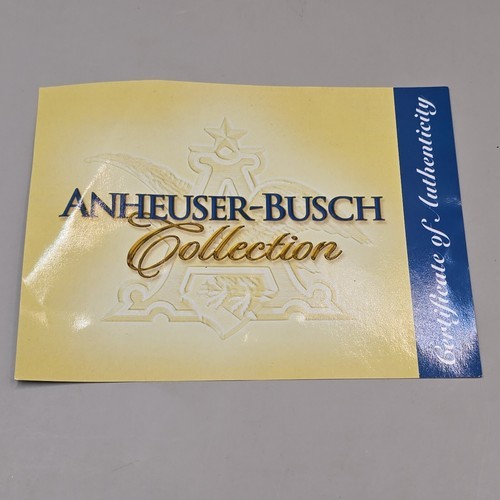 ANHEUSER-BUSCH
Collection
Certificate of Authenticity